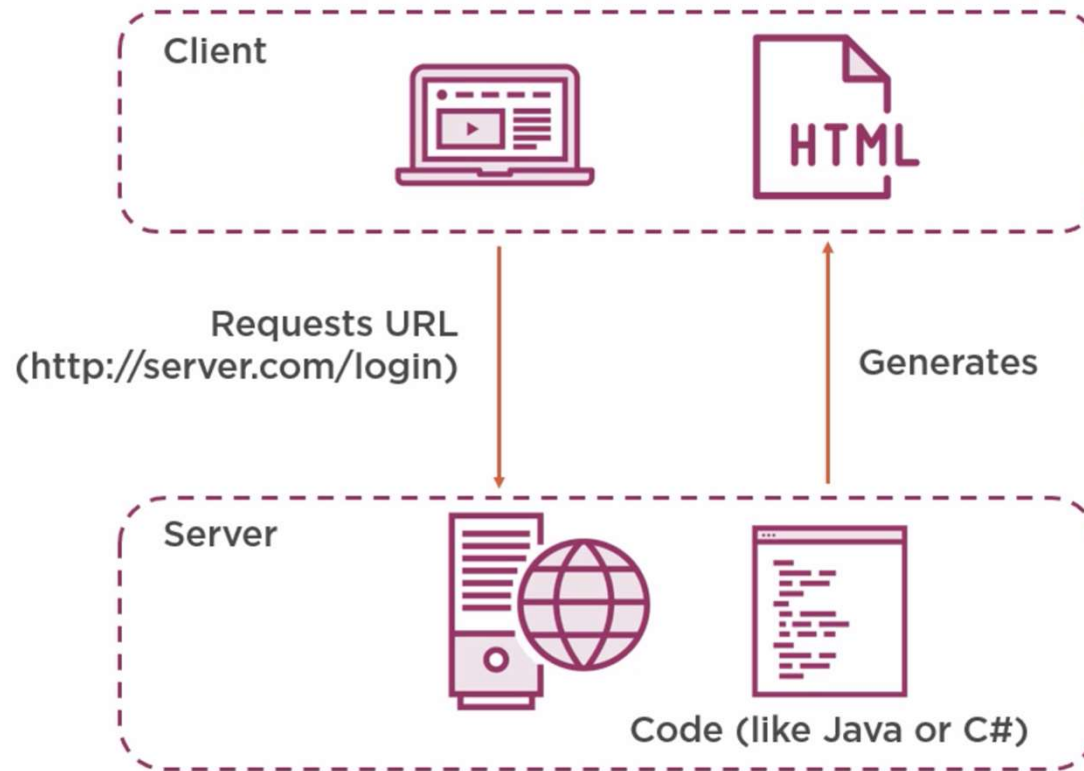 Client
HTML
Requests URL
(http://server.com/login)
Generates
Server
Code (like Java or C#)